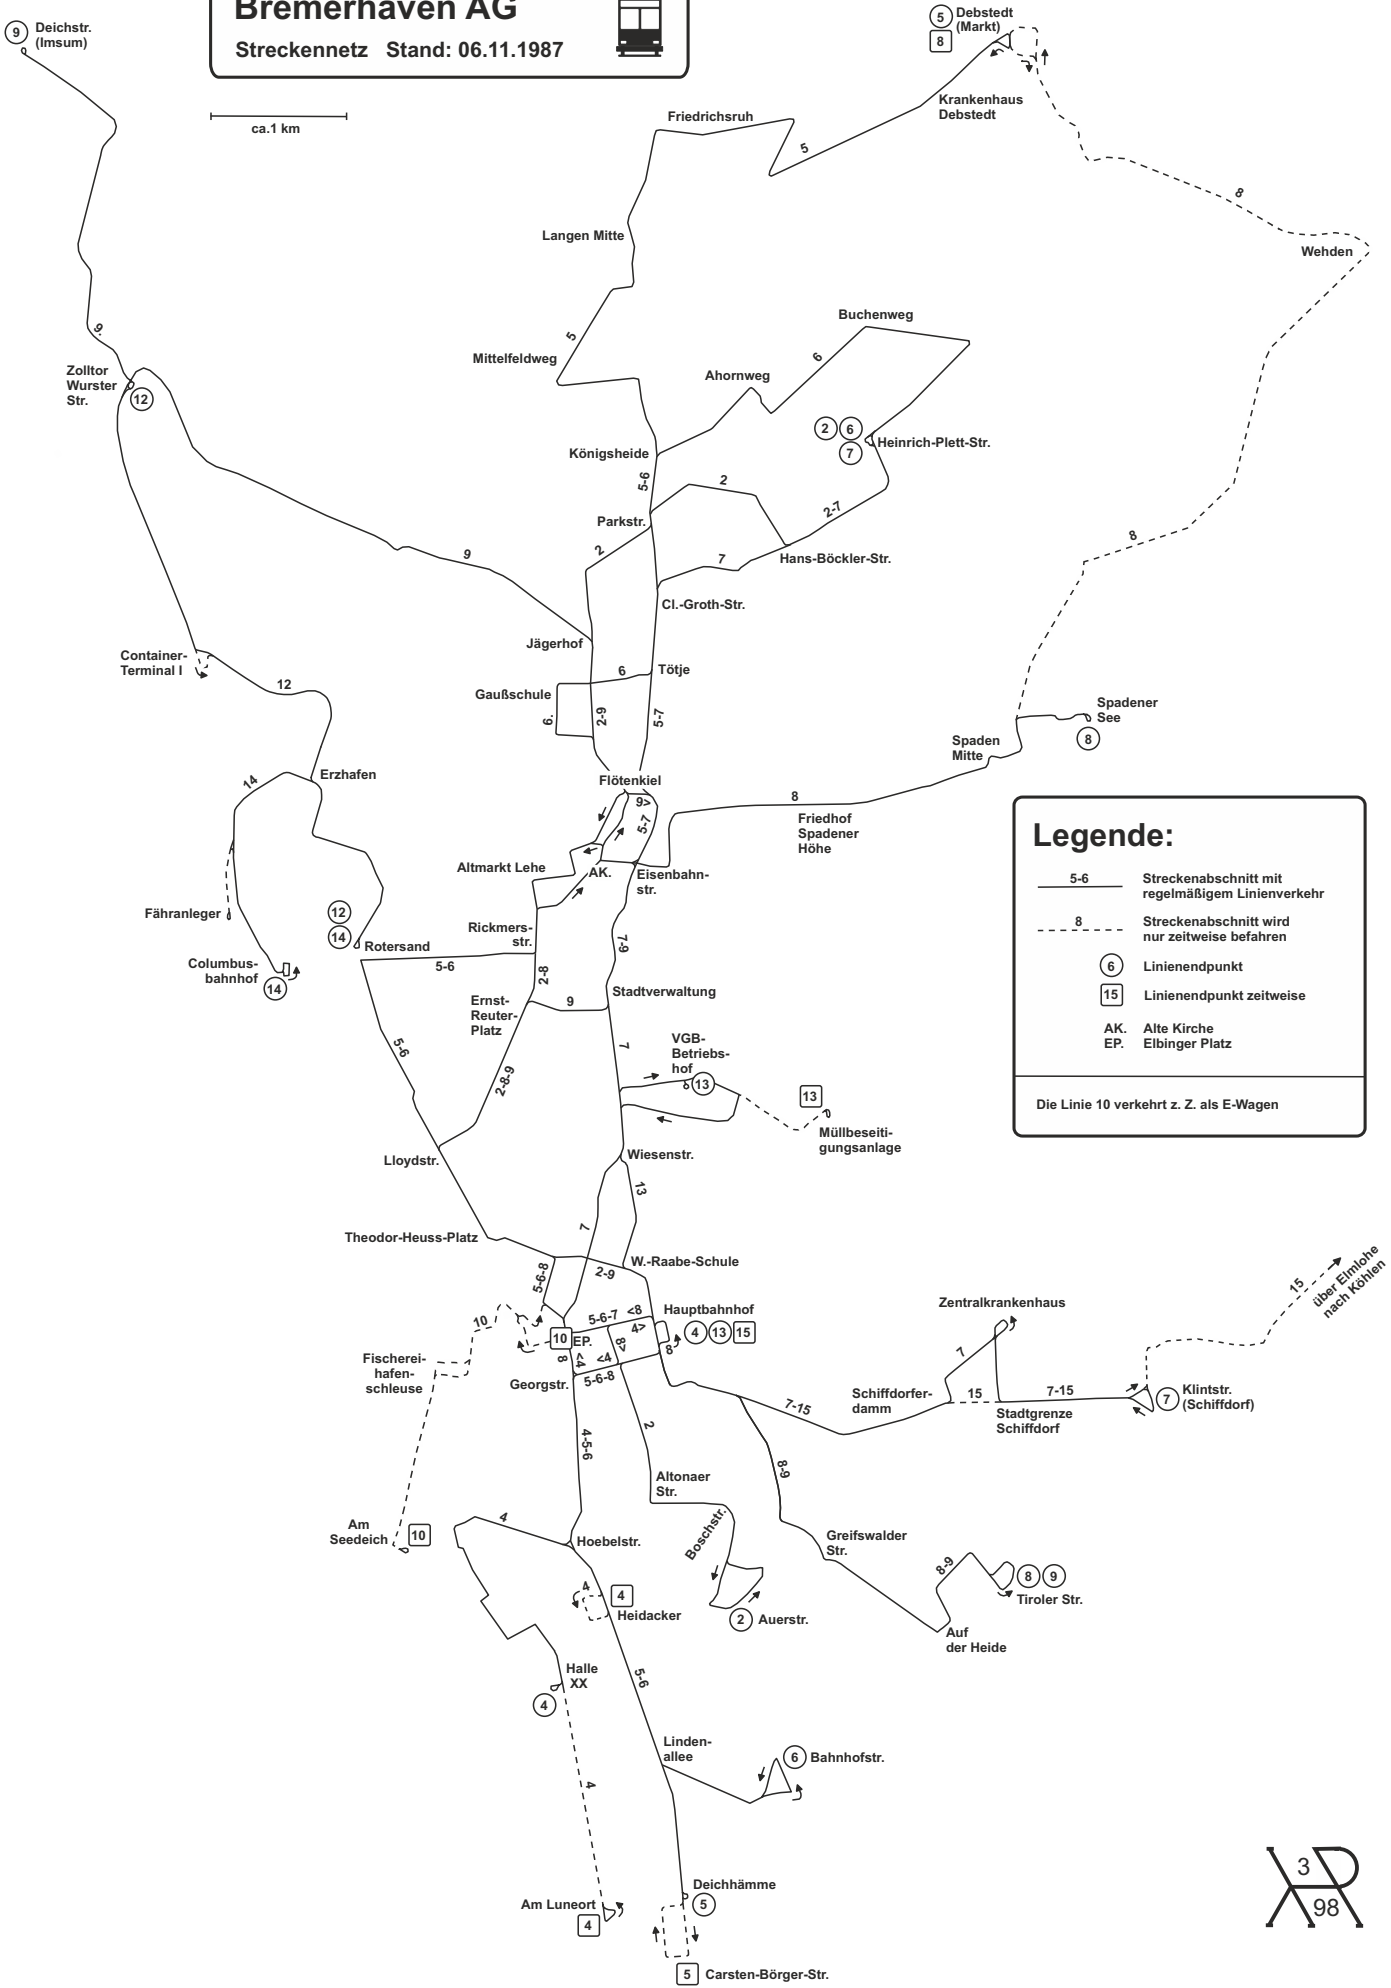 Bremerhaven AG
Streckennetz Stand: 06.11.1987
9
Deichstr.
(Imsum)
5
Debstedt
(Markt)
8
ca.1 km
Friedrichsruh
Krankenhaus
Debstedt
5
8
Langen Mitte
Wehden
5
Mittelfeldweg
Buchenweg
6
Ahornweg
9.
Zolltor
Wurster
Str.
12
2
6
7
Heinrich-Plett-Str.
Königsheide
5-6
2
2-7
Parkstr.
2
7
Hans-Böckler-Str.
8
9
Cl.-Groth-Str.
Jägerhof
Container-
Terminal I
12
6
Tötje
Gaußschule
6.
2-9
5-7
Spadener
See
8
Spaden
Mitte
Erzhafen
14
Flötenkiel
9>
5-7
8
Friedhof
Spadener
Höhe
Altmarkt Lehe
AK.
Eisenbahn-
str.
Fähranleger
12
14
Rotersand
Rickmers-
str.
7-9
5-6
2-8
Columbus-
bahnhof
14
Ernst-
Reuter-
Platz
9
Stadtverwaltung
5-6
2-8-9
7
VGB-
Betriebs-
hof
13
13
Müllbeseiti-
gungsanlage
Legende:
5-6
Streckenabschnitt mit
regelmäßigem Linienverkehr
8
Streckenabschnitt wird
nur zeitweise befahren
6
Linienendpunkt
15
Linienendpunkt zeitweise
AK. Alte Kirche
EP. Elbinger Platz
Die Linie 10 verkehrt z. Z. als E-Wagen
Lloydstr.
Wiesenstr.
13
7
Theodor-Heuss-Platz
W.-Raabe-Schule
5-6-8
2-9
10
5-6-7
<8
4>
Hauptbahnhof
4
13
15
10
EP.
8>
8
8
<4
<4
5-6-8
Fischerei-
hafen-
schleuse
Georgstr.
Zentralkrankenhaus
7
15
über Elmlohe
nach Köhlen
Schiffdorfer-
damm
15
7-15
7-15
Stadtgrenze
Schiffdorf
7
Klintstr.
(Schiffdorf)
4-5-6
2
8-9
Altonaer
Str.
Boschstr.
Am
Seedeich
10
4
Hoebelstr.
Greifswalder
Str.
8-9
8
9
Tiroler Str.
4
4
Heidacker
2
Auerstr.
Auf
der Heide
Halle
XX
4
5-6
Linden-
allee
6
Bahnhofstr.
4
Am Luneort
4
Deichhämme
5
5
Carsten-Börger-Str.
3
98